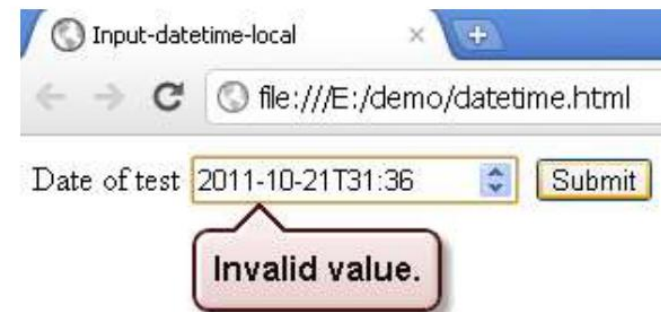 Input-datetime-local
file:///E:/demo/datetime.html
Date of test 2011-10-21T31:36 Submit
Invalid value.